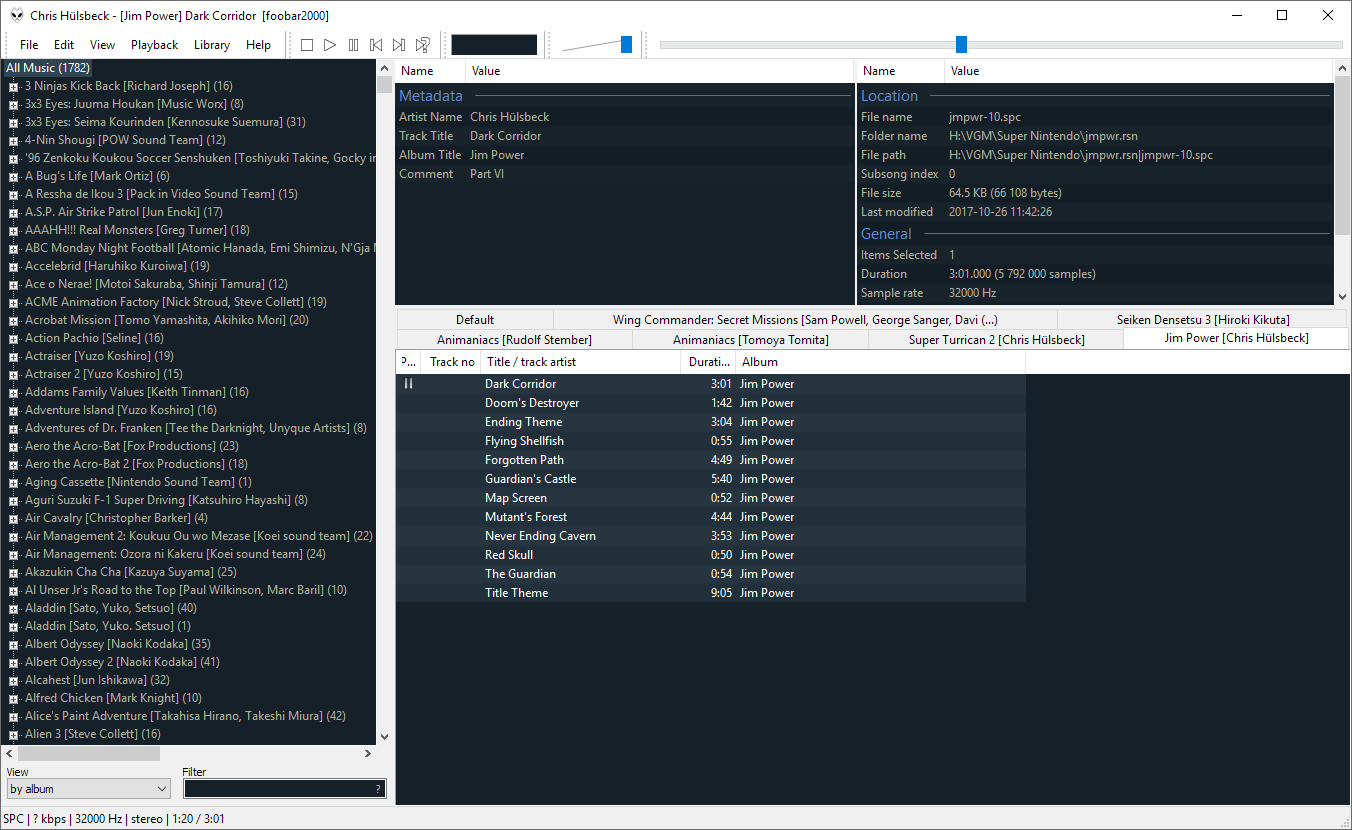 Chris Hülsbeck - [Jim Power] Dark Corridor [foobar2000]
File Edit View Playback Library Help
All Music (1782)
3 Ninjas Kick Back [Richard Joseph] (16)
3x3 Eyes: Juuma Houkan [Music Worx] (8)
3x3 Eyes: Seima Kourinden [Kennosuke Suemura] (31)
4-Nin Shougi [POW Sound Team] (12)
'96 Zenkoku Koukou Soccer Senshuken [Toshiyuki Takine, Gocky in
A Bug's Life [Mark Ortiz] (6)
A Ressha de Ikou 3 [Pack in Video Sound Team] (15)
A.S.P. Air Strike Patrol [Jun Enoki] (17)
AAAHH!!! Real Monsters [Greg Turner] (18)
ABC Monday Night Football [Atomic Hanada, Emi Shimizu, N'Gja M
Accelebrid [Haruhiko Kuroiwa] (19)
Ace o Nerae! [Motoi Sakuraba, Shinji Tamura] (12)
ACME Animation Factory [Nick Stroud, Steve Collett] (19)
Acrobat Mission [Tomo Yamashita, Akihiko Mori] (20)
Action Pachio [Seline] (16)
Actraiser [Yuzo Koshiro] (19)
Actraiser 2 [Yuzo Koshiro] (15)
Addams Family Values [Keith Tinman] (16)
Adventure Island [Yuzo Koshiro] (16)
Adventures of Dr. Franken [Tee the Darknight, Unyque Artists] (8)
Aero the Acro-Bat [Fox Productions] (23)
Aero the Acro-Bat 2 [Fox Productions] (18)
Aging Cassette [Nintendo Sound Team] (1)
Aguri Suzuki F-1 Super Driving [Katsuhiro Hayashi] (8)
Air Cavalry [Christopher Barker] (4)
Air Management 2: Koukuu Ou wo Mezase [Koei sound team] (22)
Air Management: Ozora ni Kakeru [Koei sound team] (24)
Akazukin Cha Cha [Kazuya Suyama] (25)
Al Unser Jr's Road to the Top [Paul Wilkinson, Marc Baril] (10)
Aladdin [Sato, Yuko, Setsuo] (40)
Aladdin [Sato, Yuko. Setsuo] (1)
Albert Odyssey [Naoki Kodaka] (35)
Albert Odyssey 2 [Naoki Kodaka] (41)
Alcahest [Jun Ishikawa] (32)
Alfred Chicken [Mark Knight] (10)
Alice's Paint Adventure [Takahisa Hirano, Takeshi Miura] (42)
Alien 3 [Steve Collett] (16)
View Filter
by album ?
Name Value
Metadata
Artist Name Chris Hülsbeck
Track Title Dark Corridor
Album Title Jim Power
Comment Part VI
Name Value
Location
File name jmpwr-10.spc
Folder name H:\VGM\Super Nintendo\jmpwr.rsn
File path H:\VGM\Super Nintendo\jmpwr.rsn|jmpwr-10.spc
Subsong index 0
File size 64.5 KB (66 108 bytes)
Last modified 2017-10-26 11:42:26
General
Items Selected 1
Duration 3:01.000 (5 792 000 samples)
Sample rate 32000 Hz
Default Wing Commander: Secret Missions [Sam Powell, George Sanger, Davi (...) Seiken Densetsu 3 [Hiroki Kikuta]
Animaniacs [Rudolf Stember] Animaniacs [Tomoya Tomita] Super Turrican 2 [Chris Hülsbeck] Jim Power [Chris Hülsbeck]
P... Track no Title / track artist Durati... Album
Dark Corridor 3:01 Jim Power
Doom's Destroyer 1:42 Jim Power
Ending Theme 3:04 Jim Power
Flying Shellfish 0:55 Jim Power
Forgotten Path 4:49 Jim Power
Guardian's Castle 5:40 Jim Power
Map Screen 0:52 Jim Power
Mutant's Forest 4:44 Jim Power
Never Ending Cavern 3:53 Jim Power
Red Skull 0:50 Jim Power
The Guardian 0:54 Jim Power
Title Theme 9:05 Jim Power
SPC | ? kbps | 32000 Hz | stereo | 1:20 / 3:01